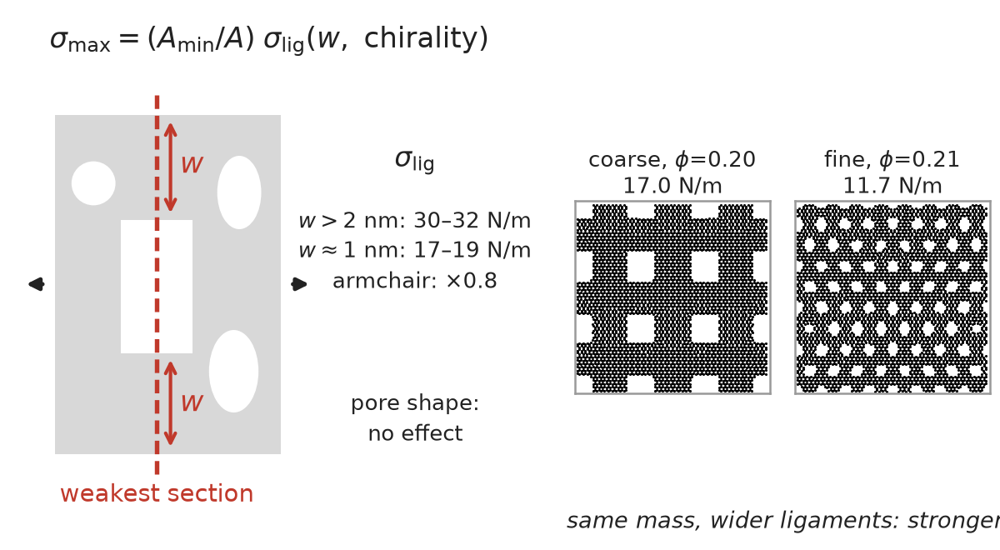 σmax = (Amin/A) σlig(w, chirality)
w
w
weakest section
σlig
w > 2 nm: 30–32 N/m
w ≈ 1 nm: 17–19 N/m
armchair: ×0.8
pore shape:
no effect
coarse, ϕ=0.20
17.0 N/m
fine, ϕ=0.21
11.7 N/m
same mass, wider ligaments: stronger